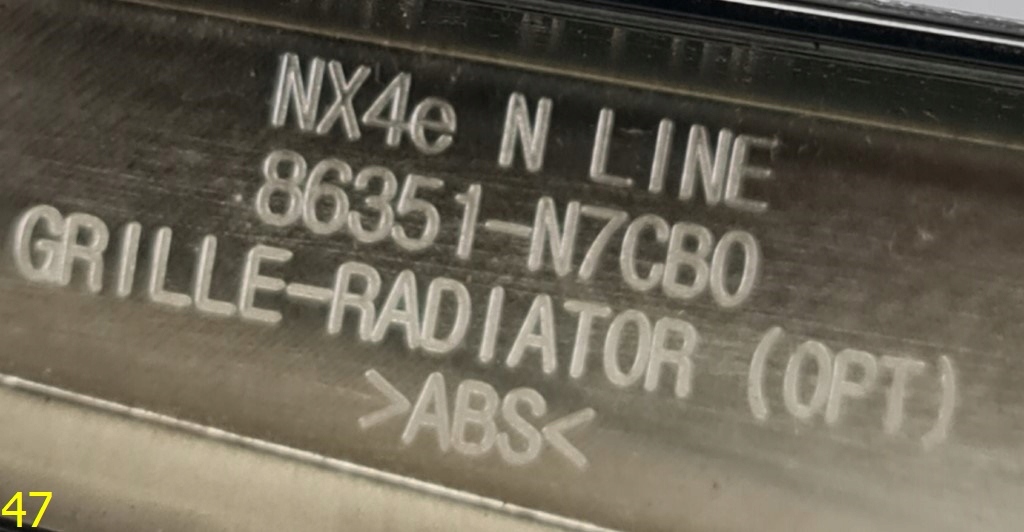 NX4e N LINE
86351-N7CB0
GRILLE-RADIATOR (OPT)
>ABS<
47